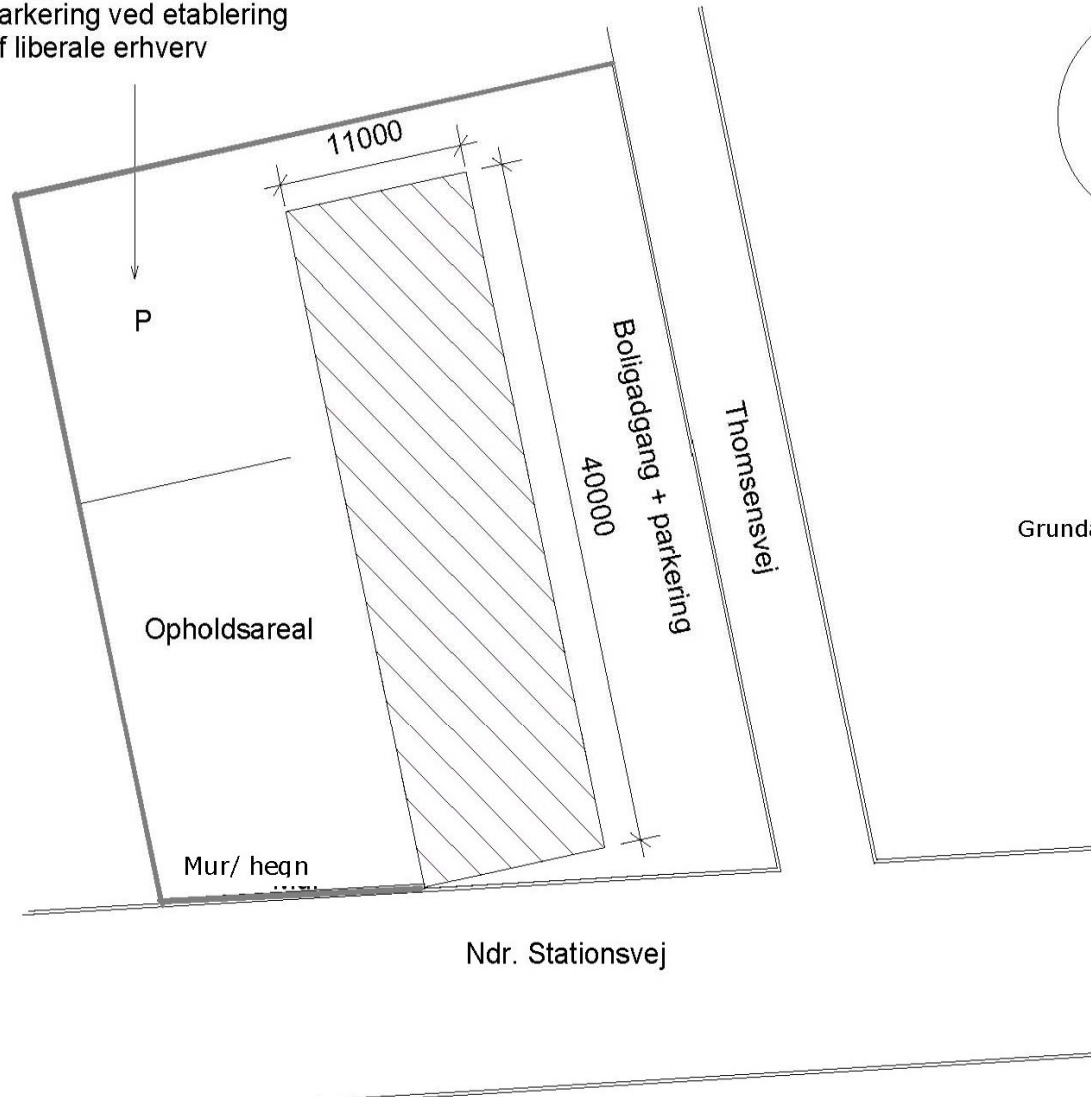 arkering ved etablering
f liberale erhverv
11000
P
Boligadgang + parkering
Thomsensvej
40000
Grunda
Opholdsareal
Mur/ hegn
Ndr. Stationsvej